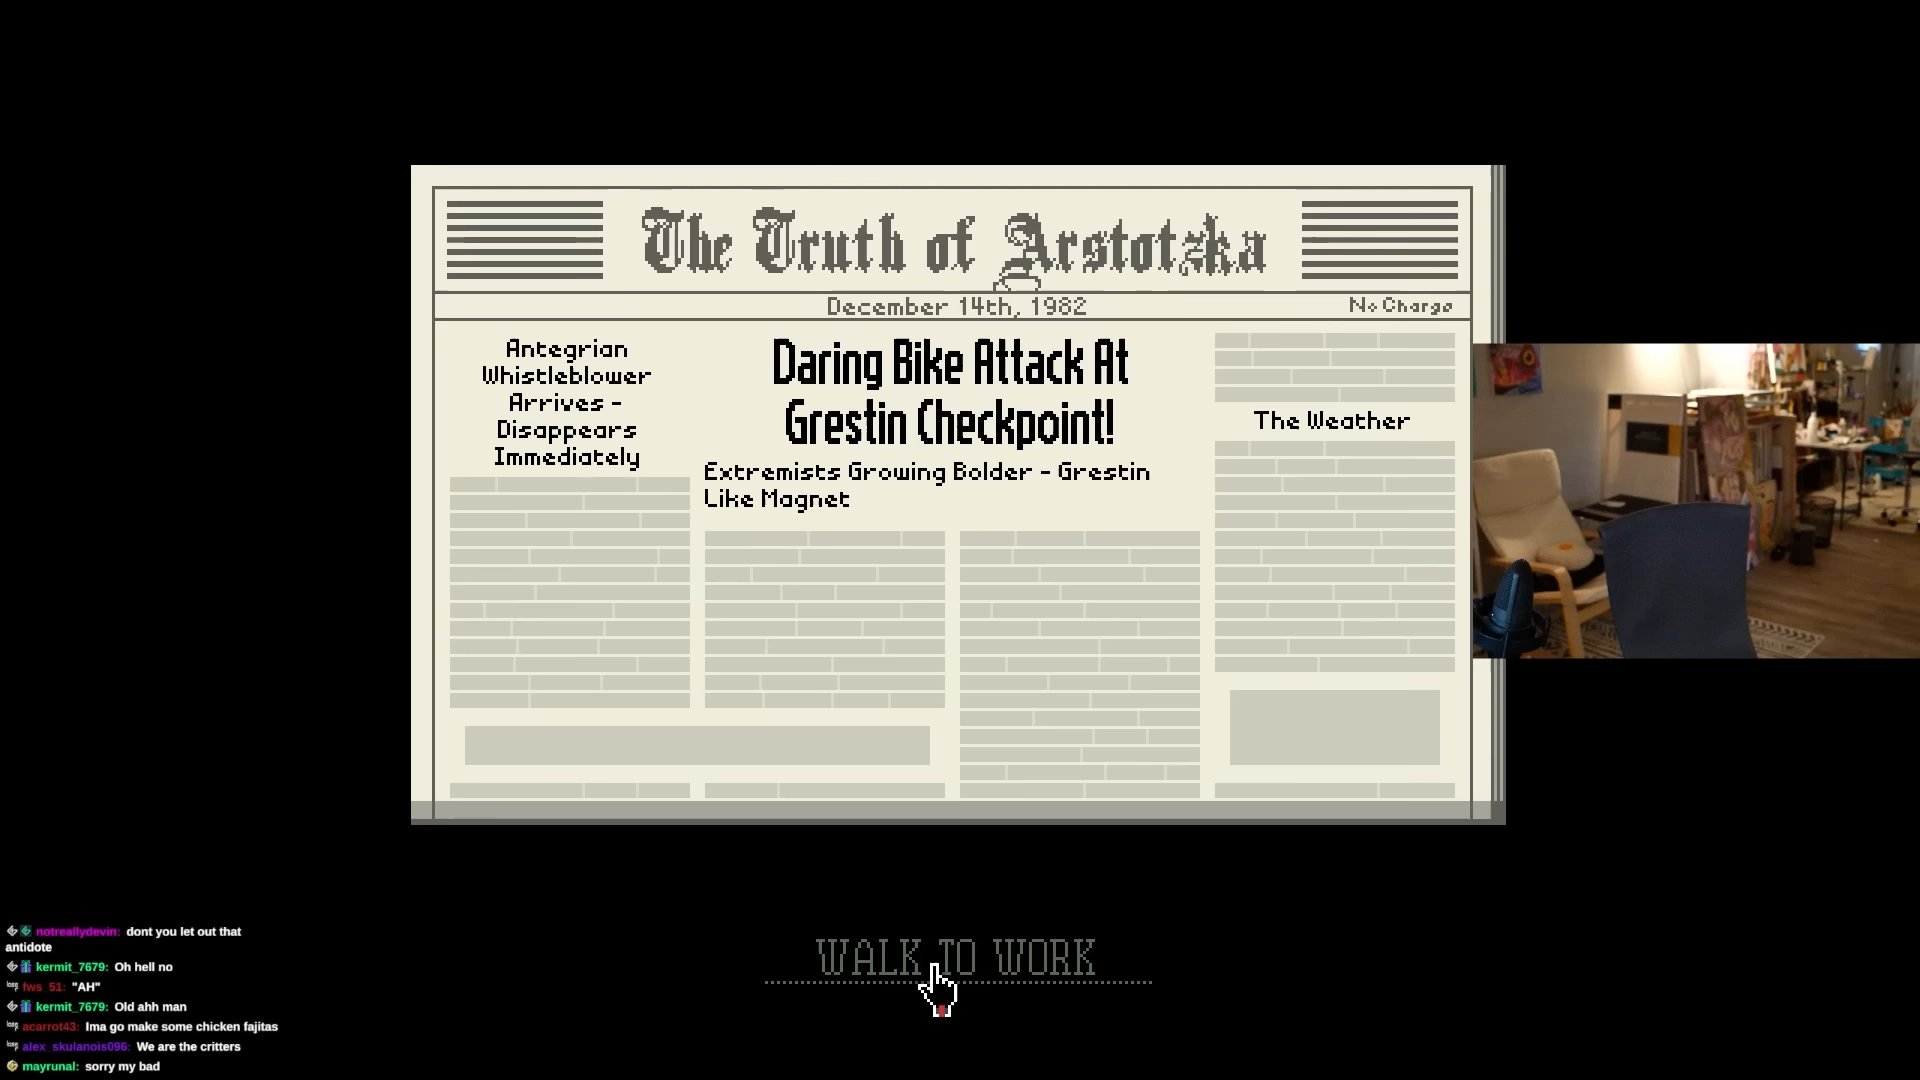 The Truth of Arstotzka
December 14th, 1982
No Charge
Antegrian
Whistleblower
Arrives -
Disappears
Immediately
Daring Bike Attack At
Grestin Checkpoint!
Extremists Growing Bolder - Grestin
Like Magnet
The Weather
WALK TO WORK
notreallydevin: dont you let out that
antidote
kermit_7679: Oh hell no
fws_51: "AH"
kermit_7679: Old ahh man
acarrot43: Ima go make some chicken fajitas
alex_skulanois096: We are the critters
mayrunal: sorry my bad